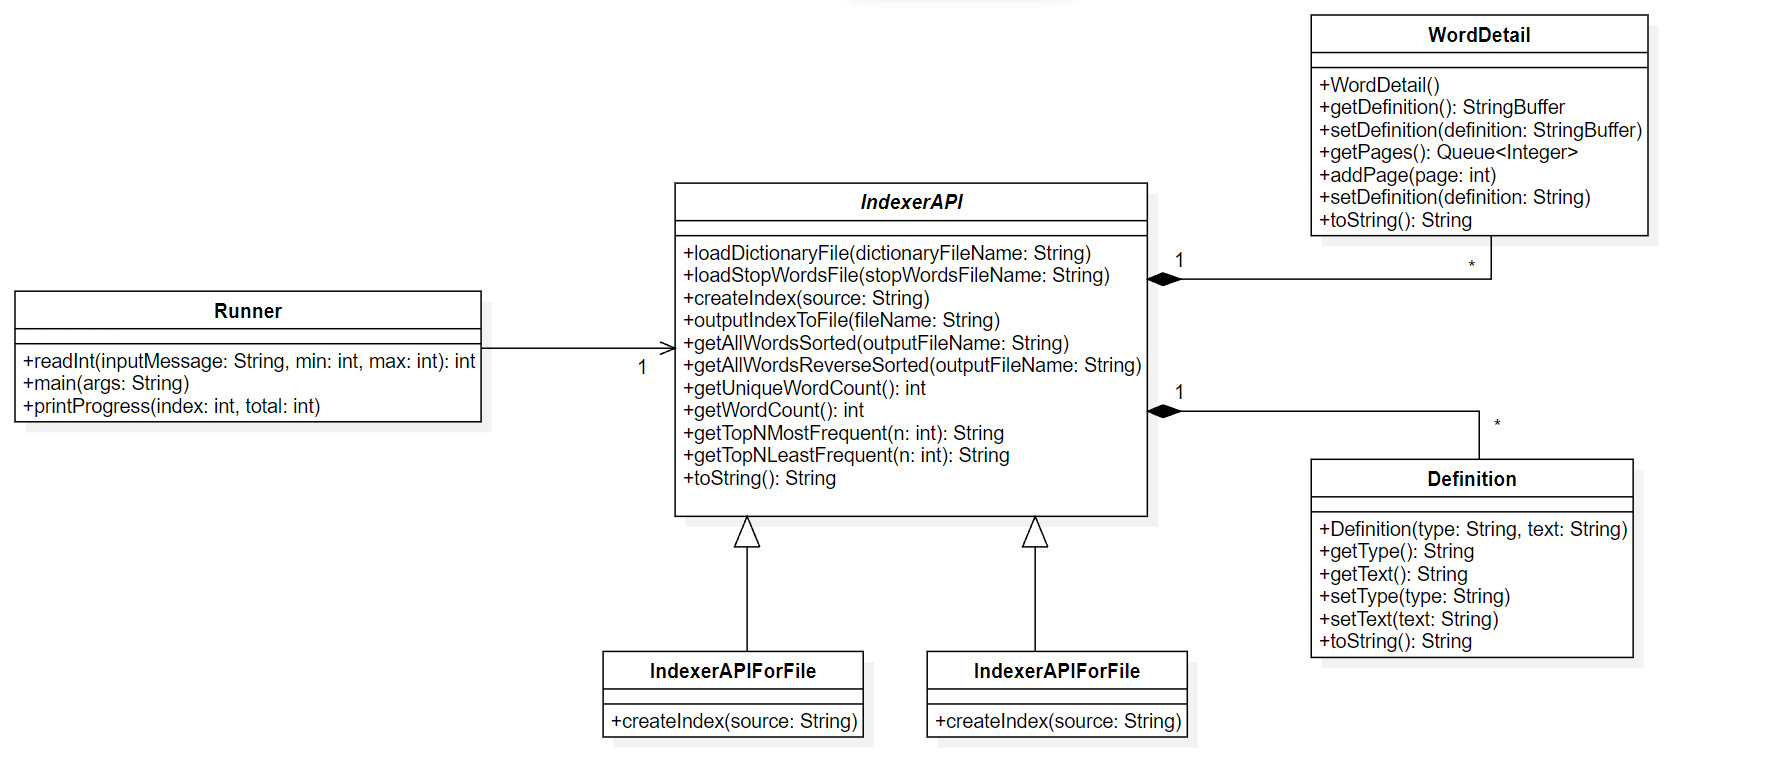 WordDetail
+WordDetail()
+getDefinition(): StringBuffer
+setDefinition(definition: StringBuffer)
+getPages(): Queue<Integer>
+addPage(page: int)
+setDefinition(definition: String)
+toString(): String
IndexerAPI
+loadDictionaryFile(dictionaryFileName: String)
+loadStopWordsFile(stopWordsFileName: String)
+createIndex(source: String)
+outputIndexToFile(fileName: String)
+getAllWordsSorted(outputFileName: String)
+getAllWordsReverseSorted(outputFileName: String)
+getUniqueWordCount(): int
+getWordCount(): int
+getTopNMostFrequent(n: int): String
+getTopNLeastFrequent(n: int): String
+toString(): String
1
*
Runner
+readInt(inputMessage: String, min: int, max: int): int
+main(args: String)
+printProgress(index: int, total: int)
1
1
*
Definition
+Definition(type: String, text: String)
+getType(): String
+getText(): String
+setType(type: String)
+setText(text: String)
+toString(): String
IndexerAPIForFile
+createIndex(source: String)
IndexerAPIForFile
+createIndex(source: String)